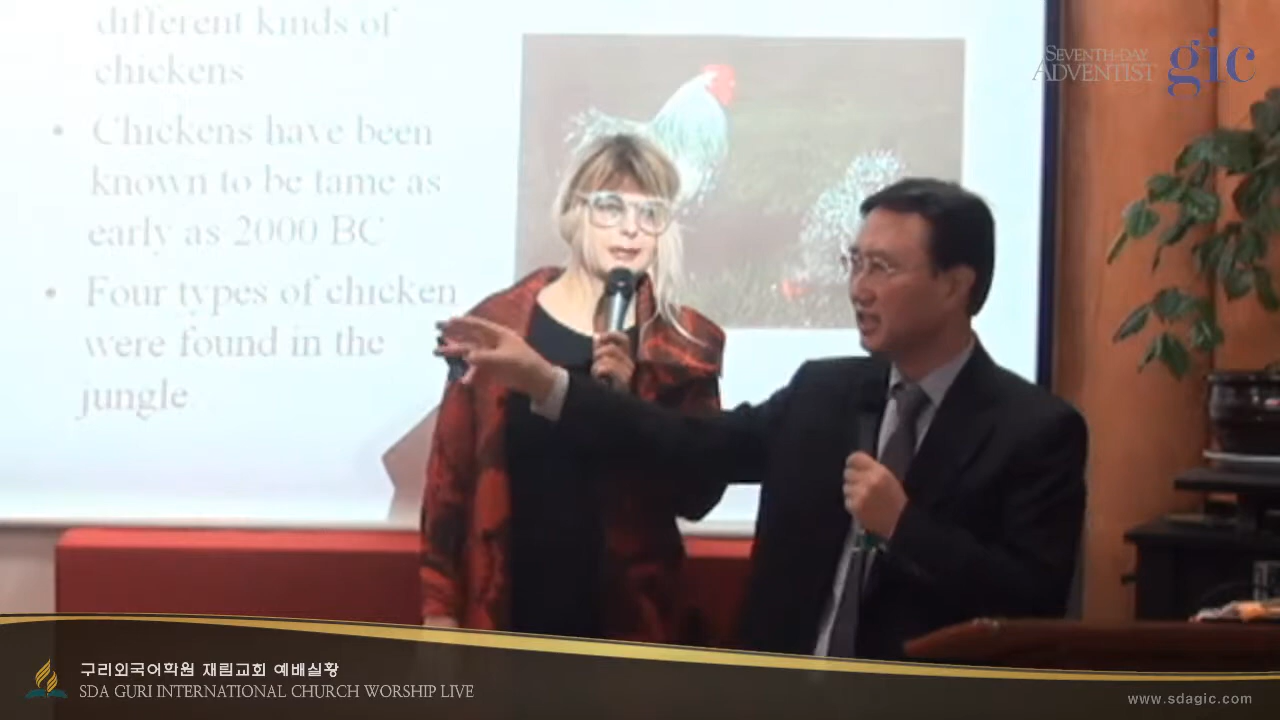 different kinds of
chickens
• Chickens have been
known to be tame as
early as 2000 BC
• Four types of chicken
were found in the
jungle
SEVENTH-DAY
ADVENTIST
gic
구리외국어학원 재림교회 예배실황
SDA GURI INTERNATIONAL CHURCH WORSHIP LIVE
www.sdagic.com